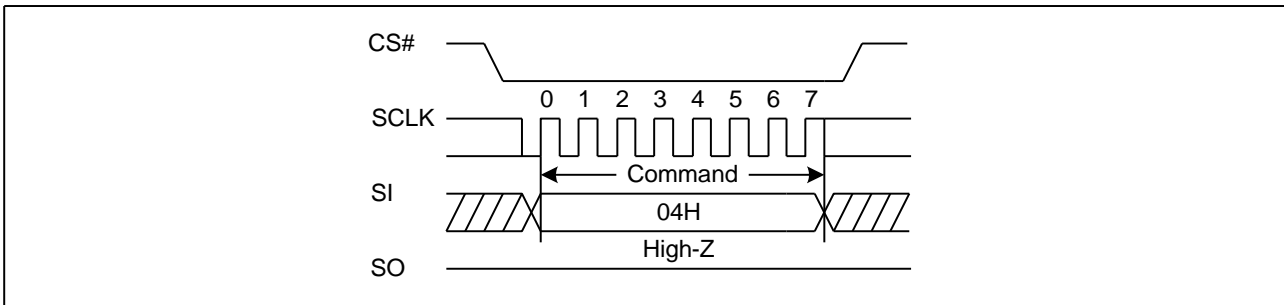 CS#
0 1 2 3 4 5 6 7
SCLK
Command
SI
04H
High-Z
SO